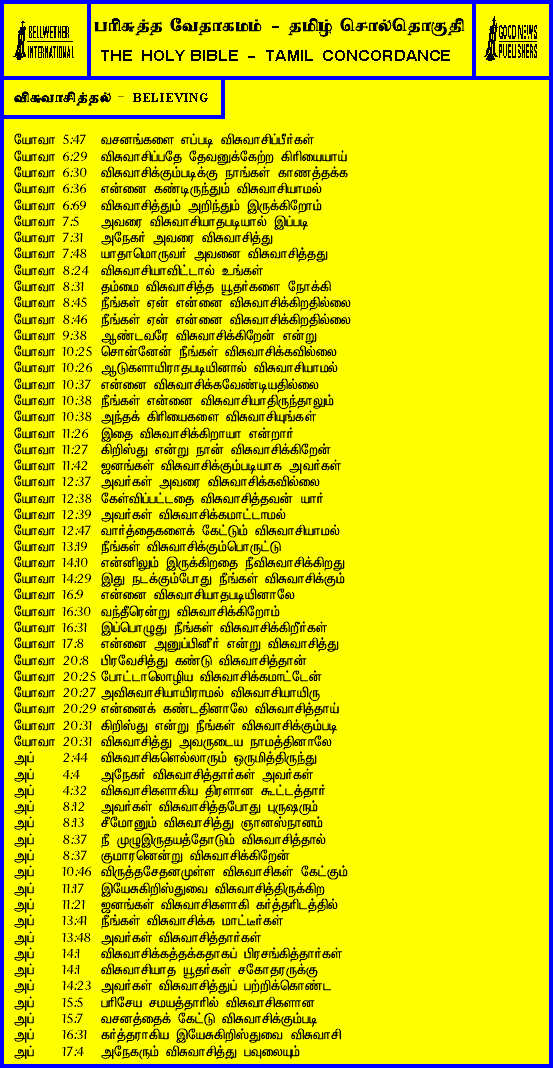 BELLWETHER
INTERNATIONAL
பரிசுத்த வேதாகமம் - தமிழ் சொல்தொகுதி
THE HOLY BIBLE - TAMIL CONCORDANCE
GOOD NEWS
PUBLISHERS
விசுவாசித்தல் - BELIEVING
யோவா 5:47 வசனங்களை எப்படி விசுவாசிப்பீர்கள்
யோவா 6:29 விசுவாசிப்பதே தேவனுக்கேற்ற கிரியையாய்
யோவா 6:30 விசுவாசிக்கும்படிக்கு நாங்கள் காணத்தக்க
யோவா 6:36 என்னை கண்டிருந்தும் விசுவாசியாமல்
யோவா 6:69 விசுவாசித்தும் அறிந்தும் இருக்கிறோம்
யோவா 7:5 அவரை விசுவாசியாதபடியால் இப்படி
யோவா 7:31 அநேகர் அவரை விசுவாசித்து
யோவா 7:48 யாதாமொருவர் அவனை விசுவாசித்தது
யோவா 8:24 விசுவாசியாவிட்டால் உங்கள்
யோவா 8:31 தம்மை விசுவாசித்த யூதர்களை நோக்கி
யோவா 8:45 நீங்கள் ஏன் என்னை விசுவாசிக்கிறதில்லை
யோவா 8:46 நீங்கள் ஏன் என்னை விசுவாசிக்கிறதில்லை
யோவா 9:38 ஆண்டவரே விசுவாசிக்கிறேன் என்று
யோவா 10:25 சொன்னேன் நீங்கள் விசுவாசிக்கவில்லை
யோவா 10:26 ஆடுகளாயிராதபடியினால் விசுவாசியாமல்
யோவா 10:37 என்னை விசுவாசிக்கவேண்டியதில்லை
யோவா 10:38 நீங்கள் என்னை விசுவாசியாதிருந்தாலும்
யோவா 10:38 அந்தக் கிரியைகளை விசுவாசியுங்கள்
யோவா 11:26 இதை விசுவாசிக்கிறாயா என்றார்
யோவா 11:27 கிறிஸ்து என்று நான் விசுவாசிக்கிறேன்
யோவா 11:42 ஜனங்கள் விசுவாசிக்கும்படியாக அவர்கள்
யோவா 12:37 அவர்கள் அவரை விசுவாசிக்கவில்லை
யோவா 12:38 கேள்விப்பட்டதை விசுவாசித்தவன் யார்
யோவா 12:39 அவர்கள் விசுவாசிக்கமாட்டாமல்
யோவா 12:47 வார்த்தைகளைக் கேட்டும் விசுவாசியாமல்
யோவா 13:19 நீங்கள் விசுவாசிக்கும்பொருட்டு
யோவா 14:10 என்னிலும் இருக்கிறதை நீவிசுவாசிக்கிறது
யோவா 14:29 இது நடக்கும்போது நீங்கள் விசுவாசிக்கும்
யோவா 16:9 என்னை விசுவாசியாதபடியினாலே
யோவா 16:30 வந்தீரென்று விசுவாசிக்கிறோம்
யோவா 16:31 இப்பொழுது நீங்கள் விசுவாசிக்கிறீர்கள்
யோவா 17:8 என்னை அனுப்பினீர் என்று விசுவாசித்து
யோவா 20:8 பிரவேசித்து கண்டு விசுவாசித்தான்
யோவா 20:25 போட்டாலொழிய விசுவாசிக்கமாட்டேன்
யோவா 20:27 அவிசுவாசியாயிராமல் விசுவாசியாயிரு
யோவா 20:29 என்னைக் கண்டதினாலே விசுவாசித்தாய்
யோவா 20:31 கிறிஸ்து என்று நீங்கள் விசுவாசிக்கும்படி
யோவா 20:31 விசுவாசித்து அவருடைய நாமத்தினாலே
அப் 2:44 விசுவாசிகளெல்லாரும் ஒருமித்திருந்து
அப் 4:4 அநேகர் விசுவாசித்தார்கள் அவர்கள்
அப் 4:32 விசுவாசிகளாகிய திரளான கூட்டத்தார்
அப் 8:12 அவர்கள் விசுவாசித்தபோது புருஷரும்
அப் 8:13 சீமோனும் விசுவாசித்து ஞானஸ்நானம்
அப் 8:37 நீ முழுஇருதயத்தோடும் விசுவாசித்தால்
அப் 8:37 குமாரனென்று விசுவாசிக்கிறேன்
அப் 10:46 விருத்தசேதனமுள்ள விசுவாசிகள் கேட்கும்
அப் 11:17 இயேசுகிறிஸ்துவை விசுவாசித்திருக்கிற
அப் 11:21 ஜனங்கள் விசுவாசிகளாகி கர்த்தரிடத்தில்
அப் 13:41 நீங்கள் விசுவாசிக்க மாட்டீர்கள்
அப் 13:48 அவர்கள் விசுவாசித்தார்கள்
அப் 14:1 விசுவாசிக்கத்தக்கதாகப் பிரசங்கித்தார்கள்
அப் 14:1 விசுவாசியாத யூதர்கள் சகோதரருக்கு
அப் 14:23 அவர்கள் விசுவாசித்துப் பற்றிக்கொண்ட
அப் 15:5 பரிசேய சமயத்தாரில் விசுவாசிகளான
அப் 15:7 வசனத்தைக் கேட்டு விசுவாசிக்கும்படி
அப் 16:31 கர்த்தராகிய இயேசுகிறிஸ்துவை விசுவாசி
அப் 17:4 அநேகரும் விசுவாசித்து பவுலையும்